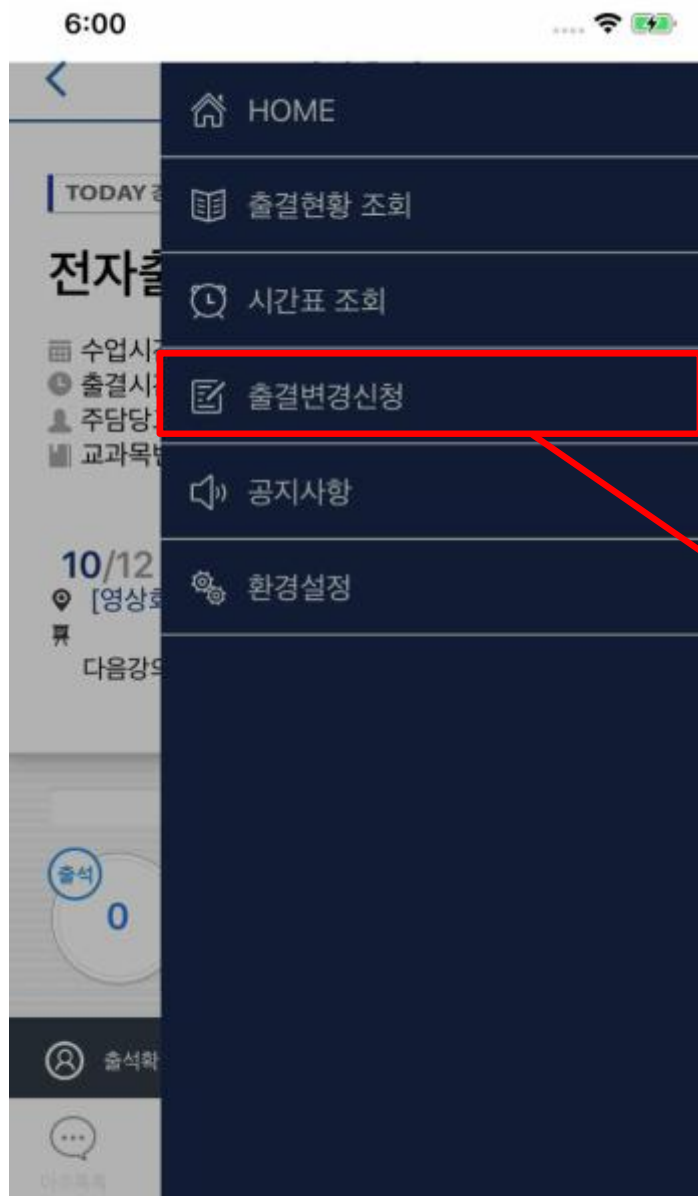 6:00
HOME
TODAY
출결현황 조회
전자출
시간표 조회
수업시
출결시
출결변경신청
주담당
교과목
공지사항
10/12
환경설정
[영상
다음강
출석
0
출석확